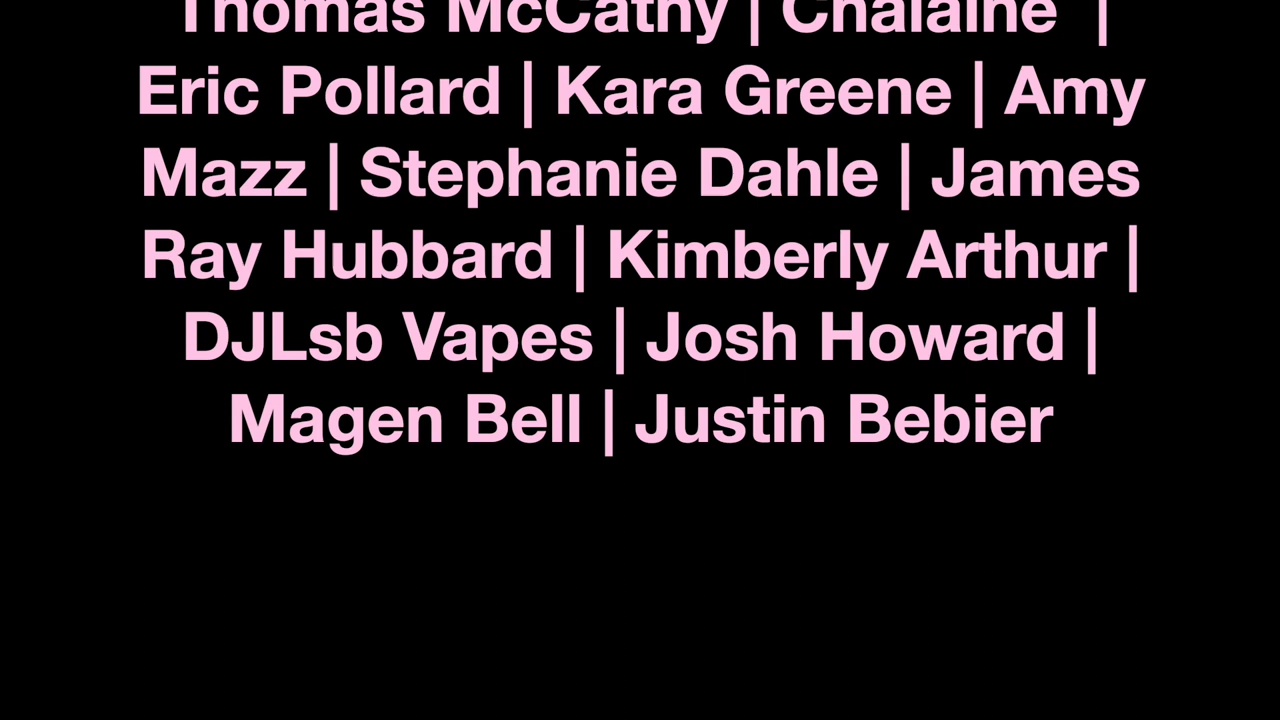 Thomas McCathy | Chalaine |
Eric Pollard | Kara Greene | Amy
Mazz | Stephanie Dahle | James
Ray Hubbard | Kimberly Arthur |
DJLsb Vapes | Josh Howard |
Magen Bell | Justin Bebier